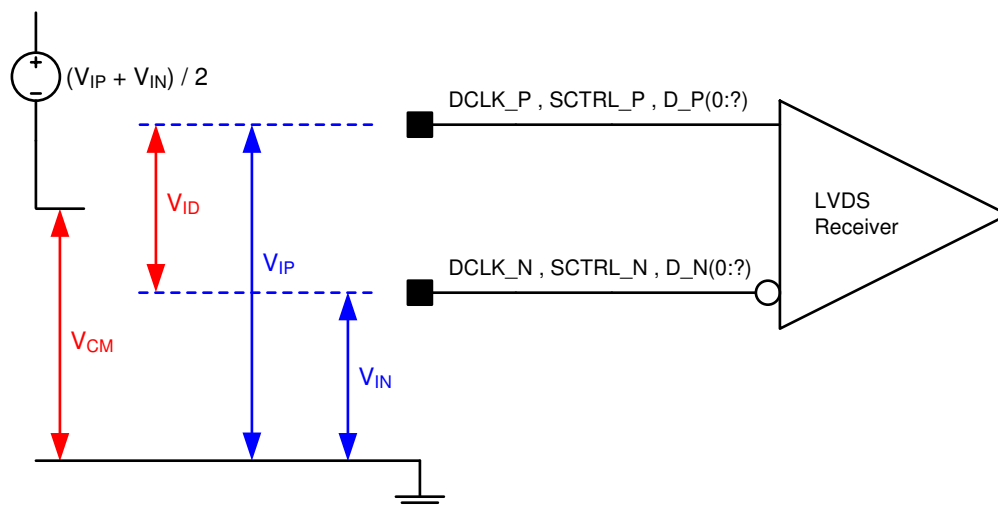 +
−
(VIP + VIN) / 2
DCLK_P , SCTRL_P , D_P(0:?)
VID
LVDS
Receiver
VIP
DCLK_N , SCTRL_N , D_N(0:?)
VCM
VIN